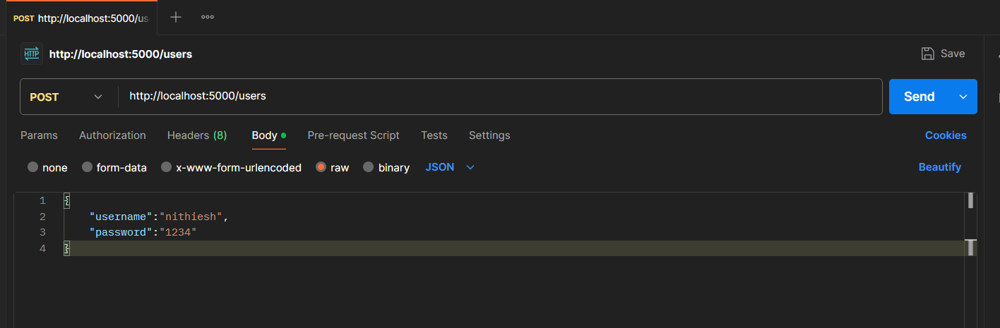 POST http://localhost:5000/us
HTTP http://localhost:5000/users Save
POST http://localhost:5000/users Send
Params Authorization Headers (8) Body Pre-request Script Tests Settings Cookies
none form-data x-www-form-urlencoded raw binary JSON Beautify
1 {
2 "username":"nithiesh",
3 "password":"1234"
4 }